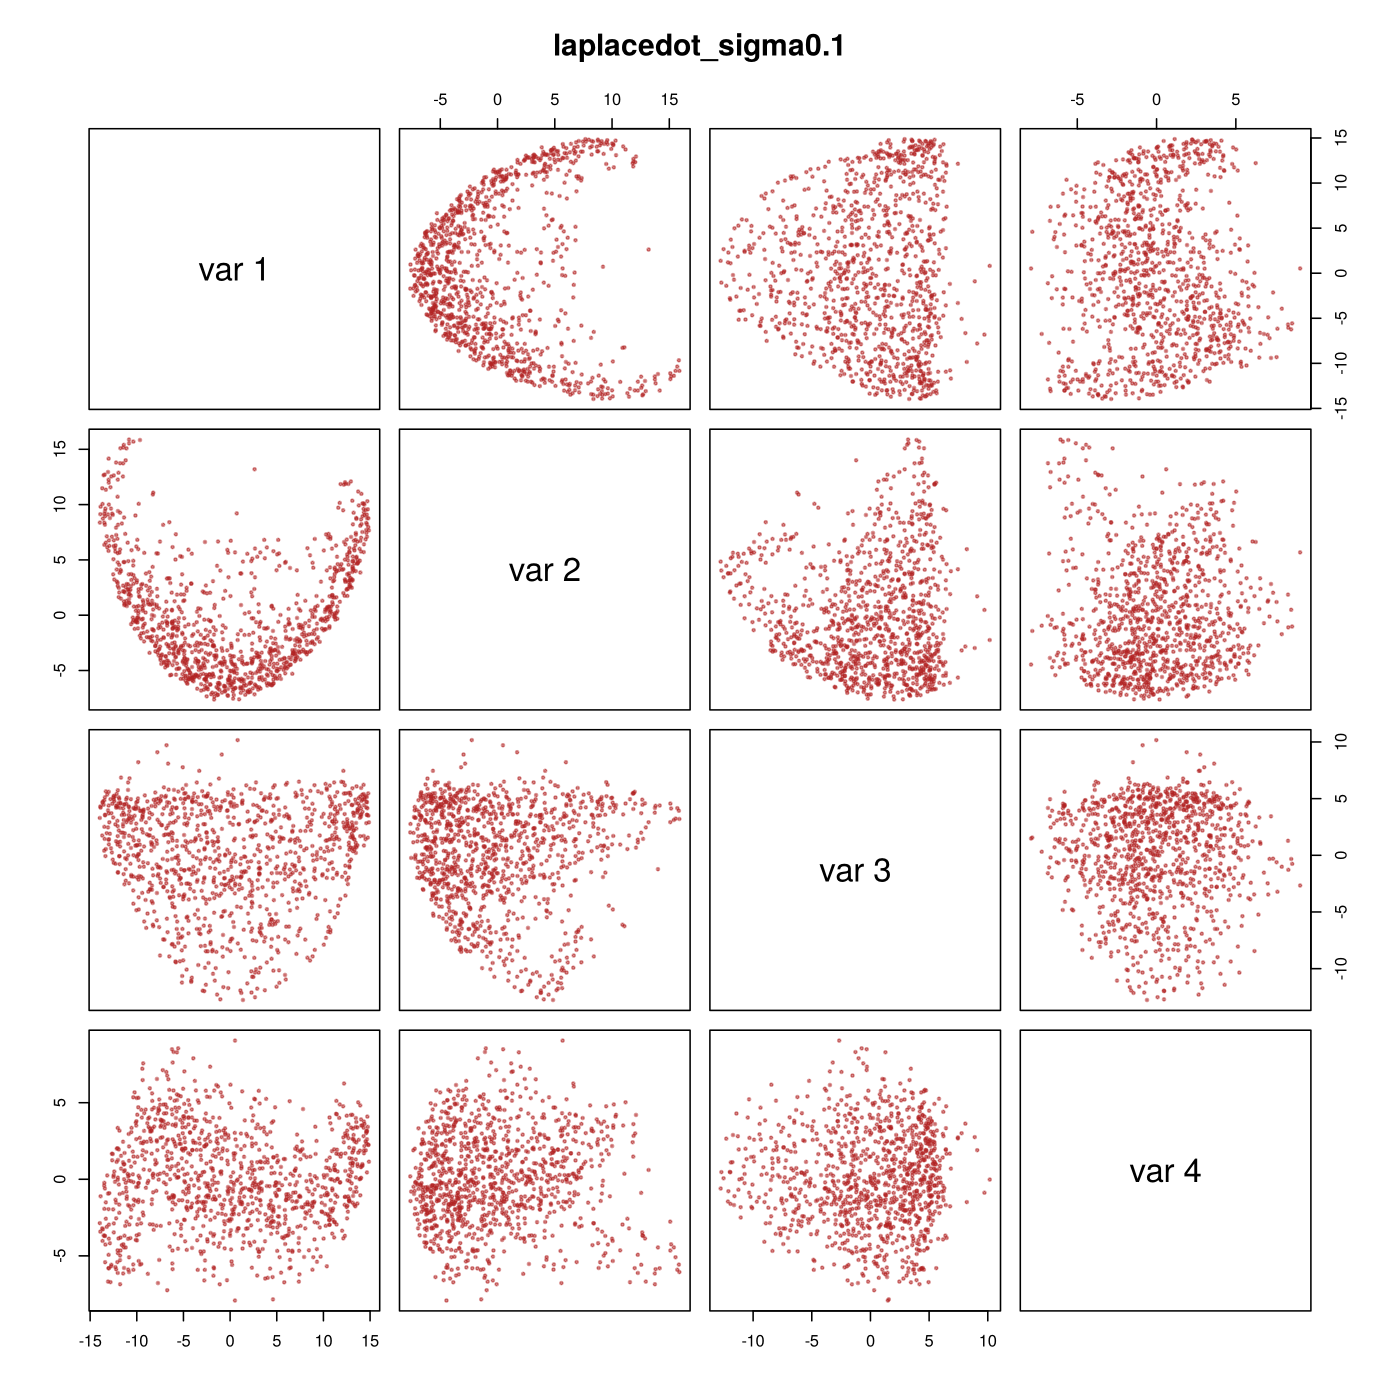 laplacedot_sigma0.1
-5 0 5 10 15
-5 0 5
var 1
15 10 5 0 -5 -10 -15
15 10 5 0 -5
var 2
var 3
10 5 0 -5 -10
5 0 -5
var 4
-15 -10 -5 0 5 10 15
-10 -5 0 5 10